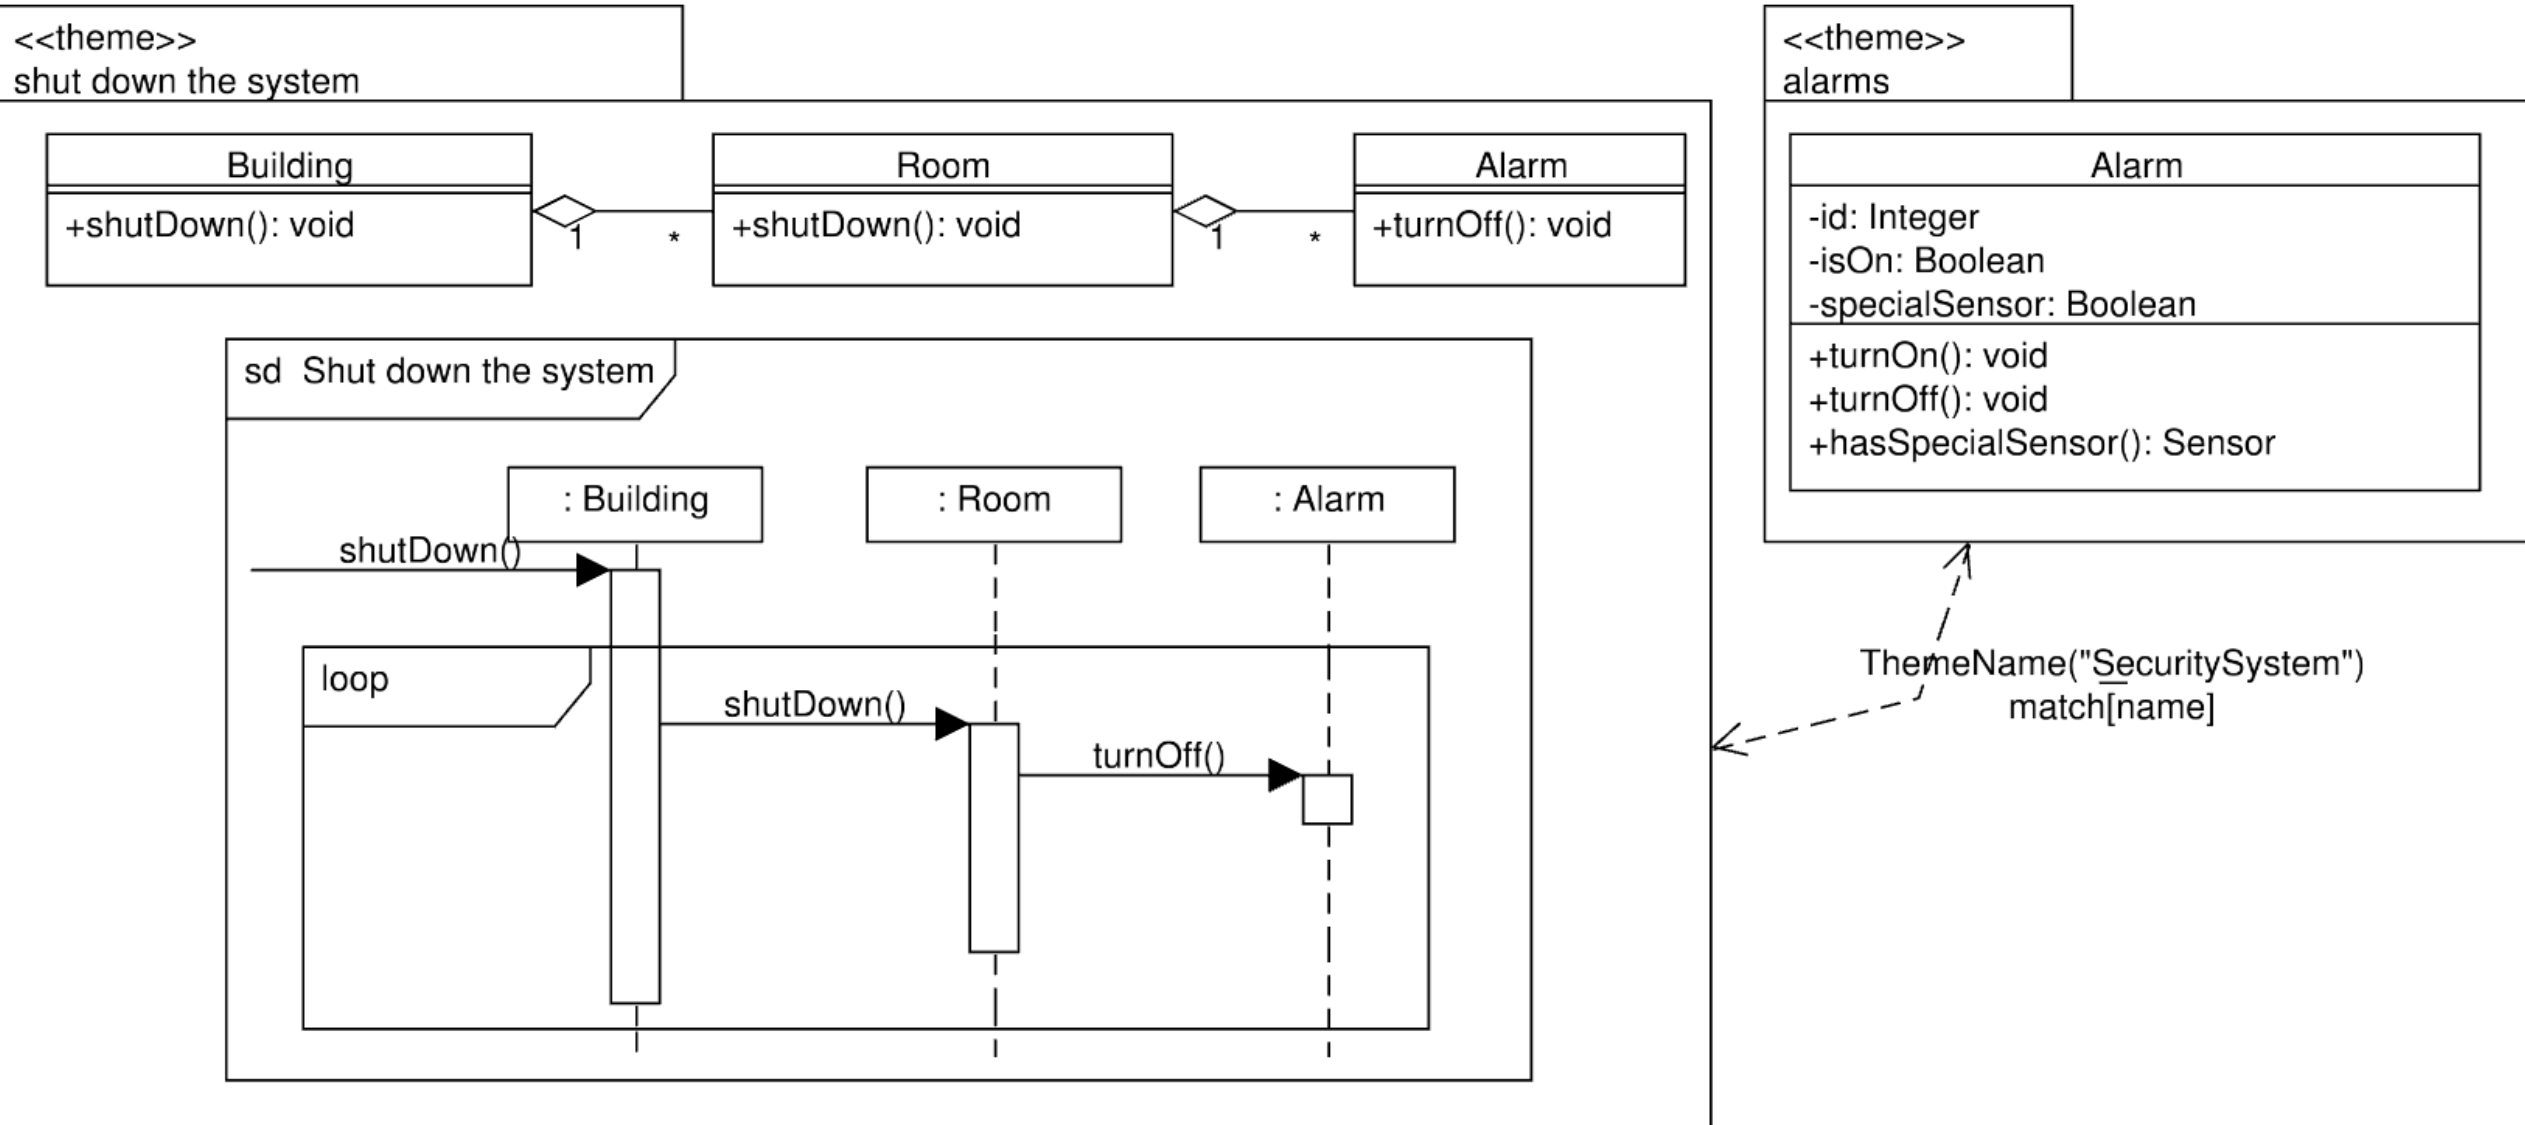 <<theme>>
shut down the system
Building
+shutDown(): void
1
*
Room
+shutDown(): void
1
*
Alarm
+turnOff(): void
sd Shut down the system
: Building
: Room
: Alarm
shutDown()
loop
shutDown()
turnOff()
<<theme>>
alarms
Alarm
-id: Integer
-isOn: Boolean
-specialSensor: Boolean
+turnOn(): void
+turnOff(): void
+hasSpecialSensor(): Sensor
ThemeName("SecuritySystem")
match[name]